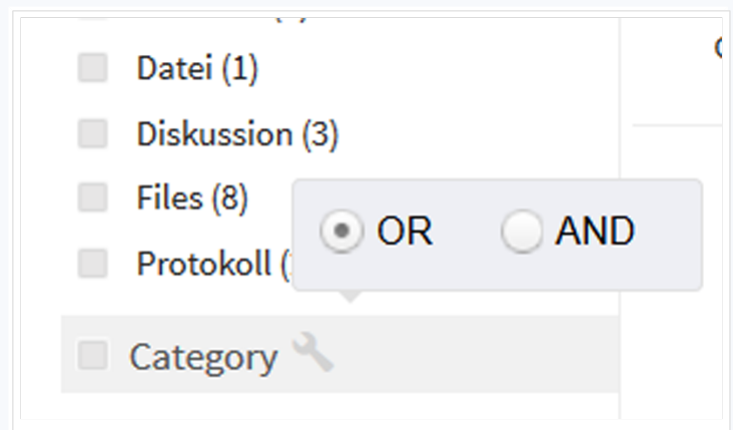 Datei (1)
Diskussion (3)
Files (8)
OR AND
Protokoll (
Category